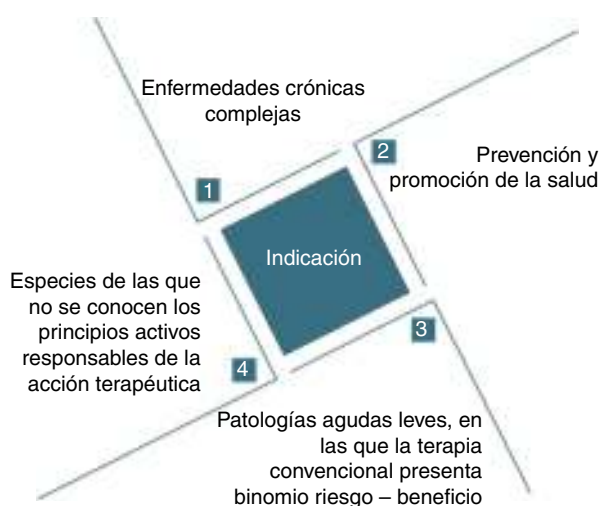 Enfermedades crónicas
complejas
1
2
Prevención y
promoción de la salud
Indicación
Especies de las que
no se conocen los
principios activos
responsables de la
acción terapéutica
4
3
Patologías agudas leves, en
las que la terapia
convencional presenta
binomio riesgo – beneficio